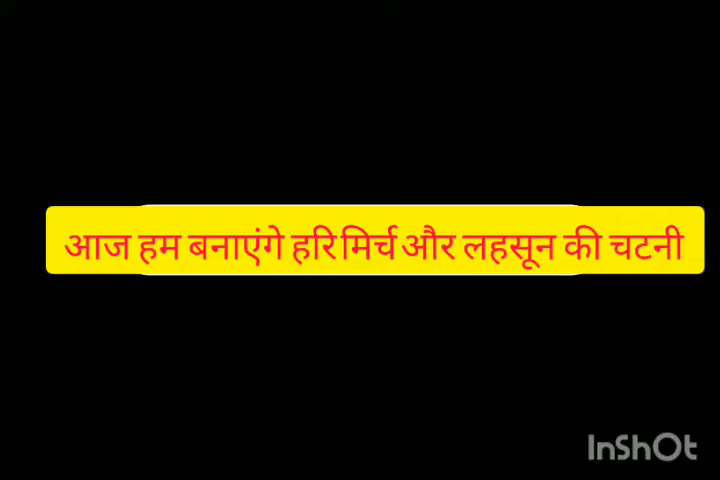 आज हम बनाएंगे हरि मिर्च और लहसून की चटनी
InShOt